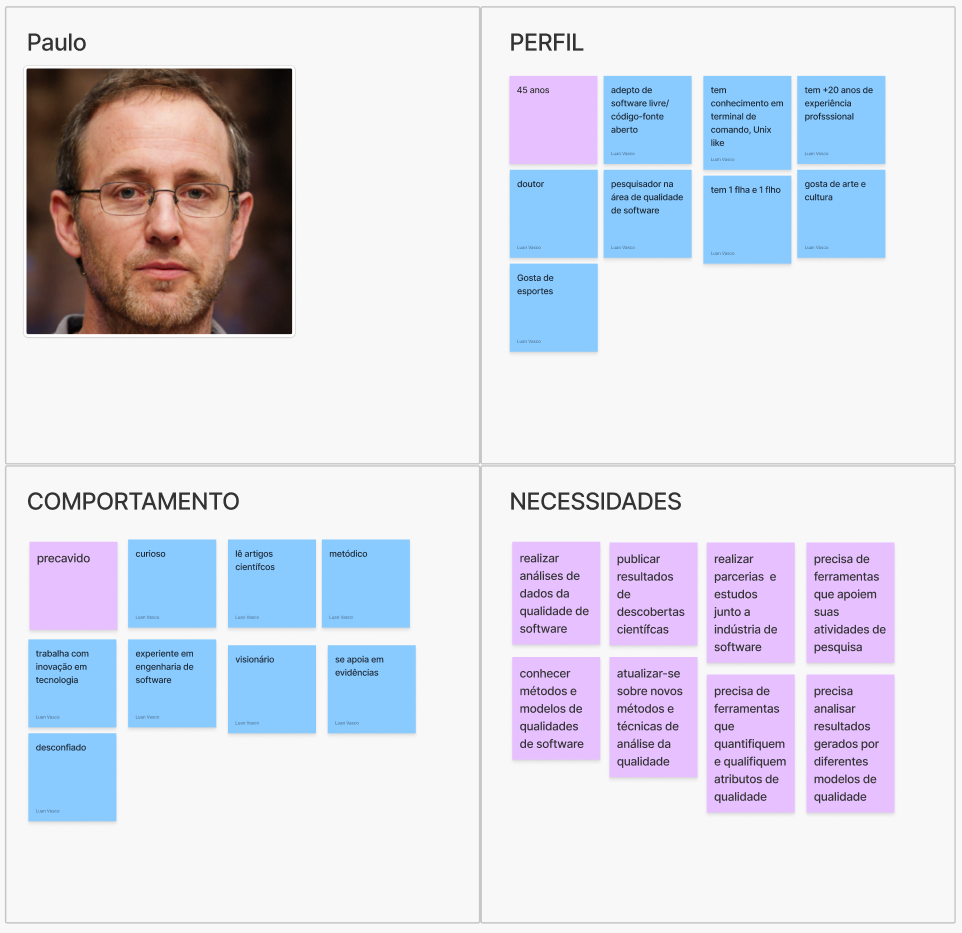 Paulo
PERFIL
45 anos
adepto de
software livre/
código-fonte
aberto
Luan Vasco
tem
conhecimento em
terminal de
comando, Unix
like
Luan Vasco
tem +20 anos de
experiência
profsssional
Luan Vasco
doutor
Luan Vasco
pesquisador na
área de qualidade
de software
Luan Vasco
tem 1 flha e 1 flho
Luan Vasco
gosta de arte e
cultura
Luan Vasco
Gosta de
esportes
Luan Vasco
COMPORTAMENTO
precavido
curioso
Luan Vasco
lê artigos
científcos
Luan Vasco
metódico
Luan Vasco
trabalha com
inovação em
tecnologia
Luan Vasco
experiente em
engenharia de
software
Luan Vasco
visionário
Luan Vasco
se apoia em
evidências
Luan Vasco
desconfiado
Luan Vasco
NECESSIDADES
realizar
análises de
dados da
qualidade de
software
publicar
resultados
de
descobertas
científcas
realizar
parcerias e
estudos
junto a
indústria de
software
precisa de
ferramentas
que apoiem
suas
atividades de
pesquisa
conhecer
métodos e
modelos de
qualidades
de software
atualizar-se
sobre novos
métodos e
técnicas de
análise da
qualidade
precisa de
ferramentas
que
quantifiquem
e qualifiquem
atributos de
qualidade
precisa
analisar
resultados
gerados por
diferentes
modelos de
qualidade